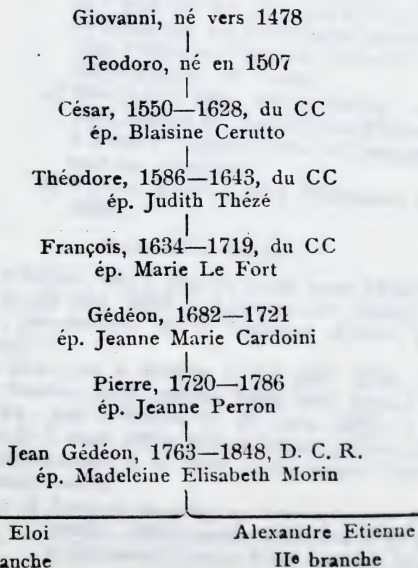 Giovanni, né vers 1478
Teodoro, né en 1507
César, 1550—1628, du CC
ép. Blaisine Cerutto
Théodore, 1586—1643, du CC
ép. Judith Thézé
François, 1634—1719, du CC
ép. Marie Le Fort
Gédéon, 1682—1721
ép. Jeanne Marie Cardoini
Pierre, 1720—1786
ép. Jeanne Perron
Jean Gédéon, 1763—1848, D. C. R.
ép. Madeleine Elisabeth Morin
Eloi Alexandre Etienne
anche IIe branche